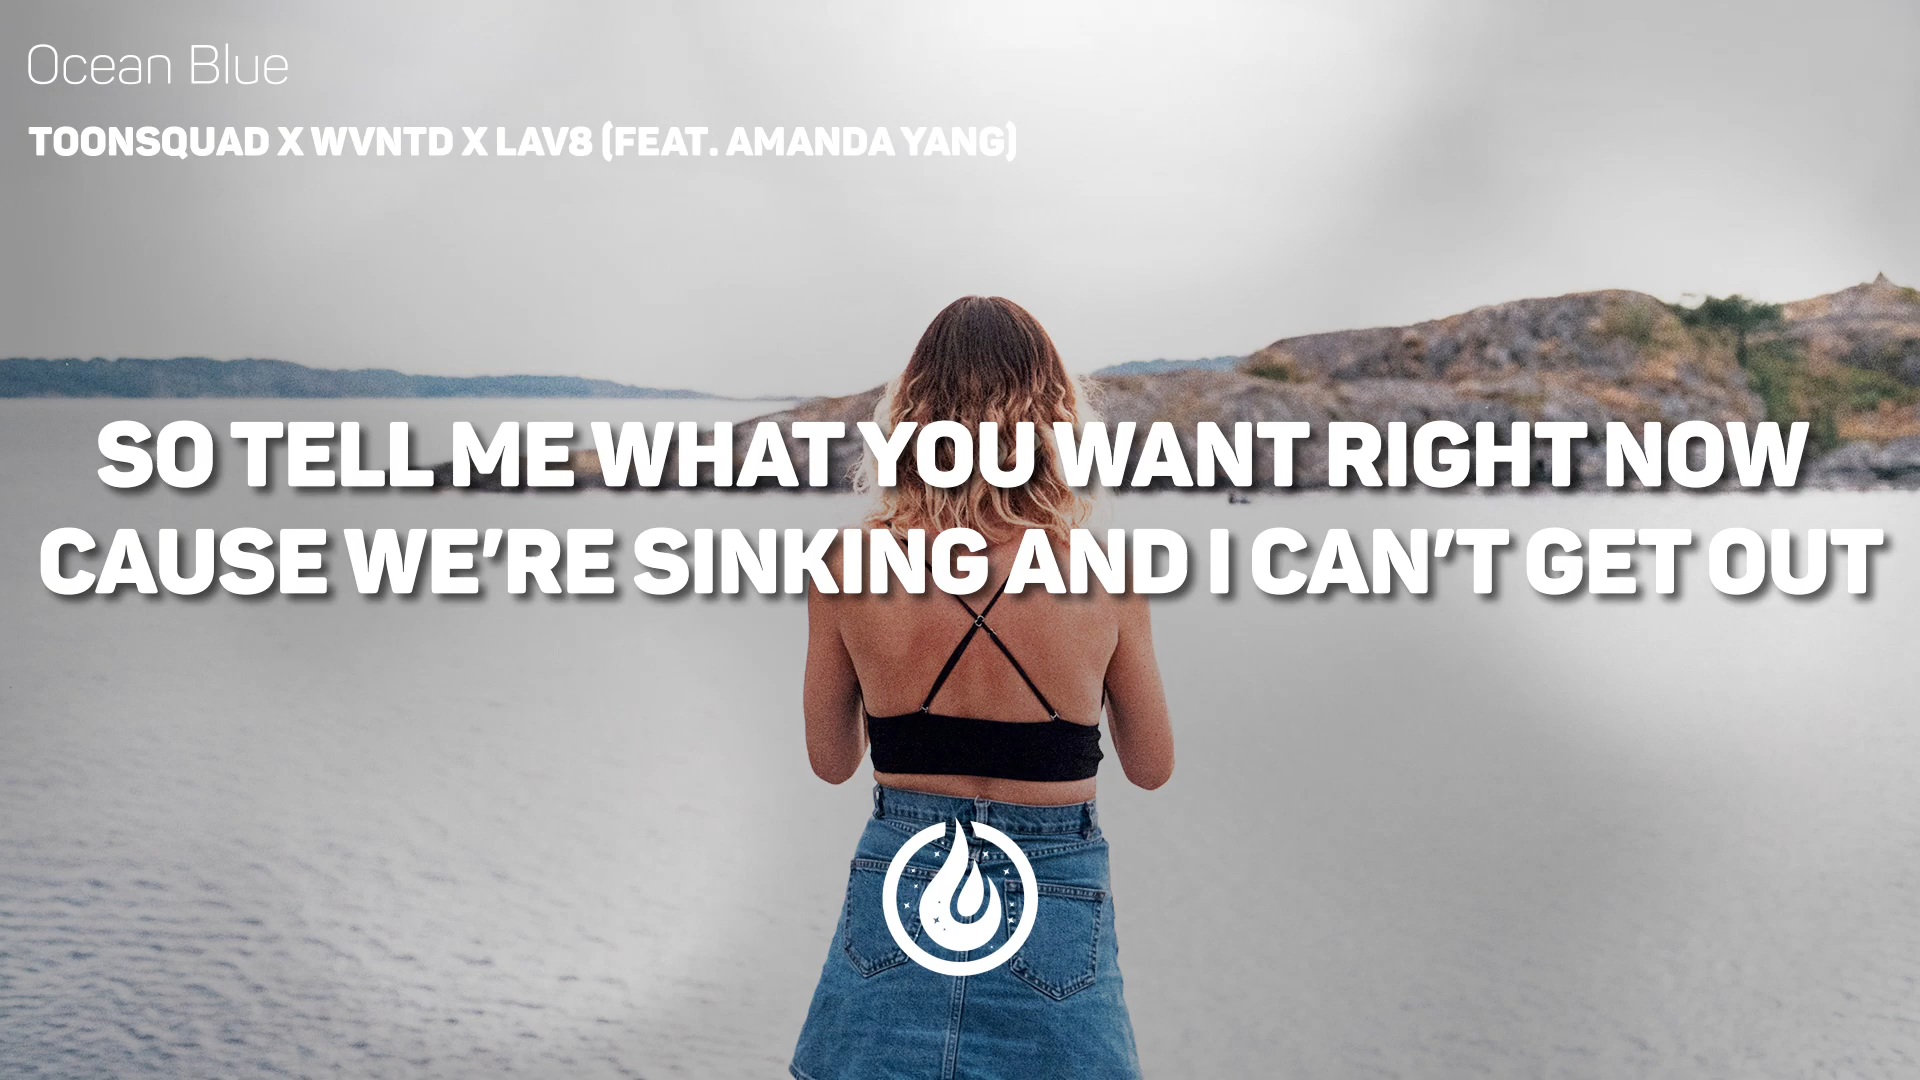 Ocean Blue
TOONSQUAD X WVNTD X LAV8 (FEAT. AMANDA YANG)
SO TELL ME WHAT YOU WANT RIGHT NOW
CAUSE WE’RE SINKING AND I CAN’T GET OUT